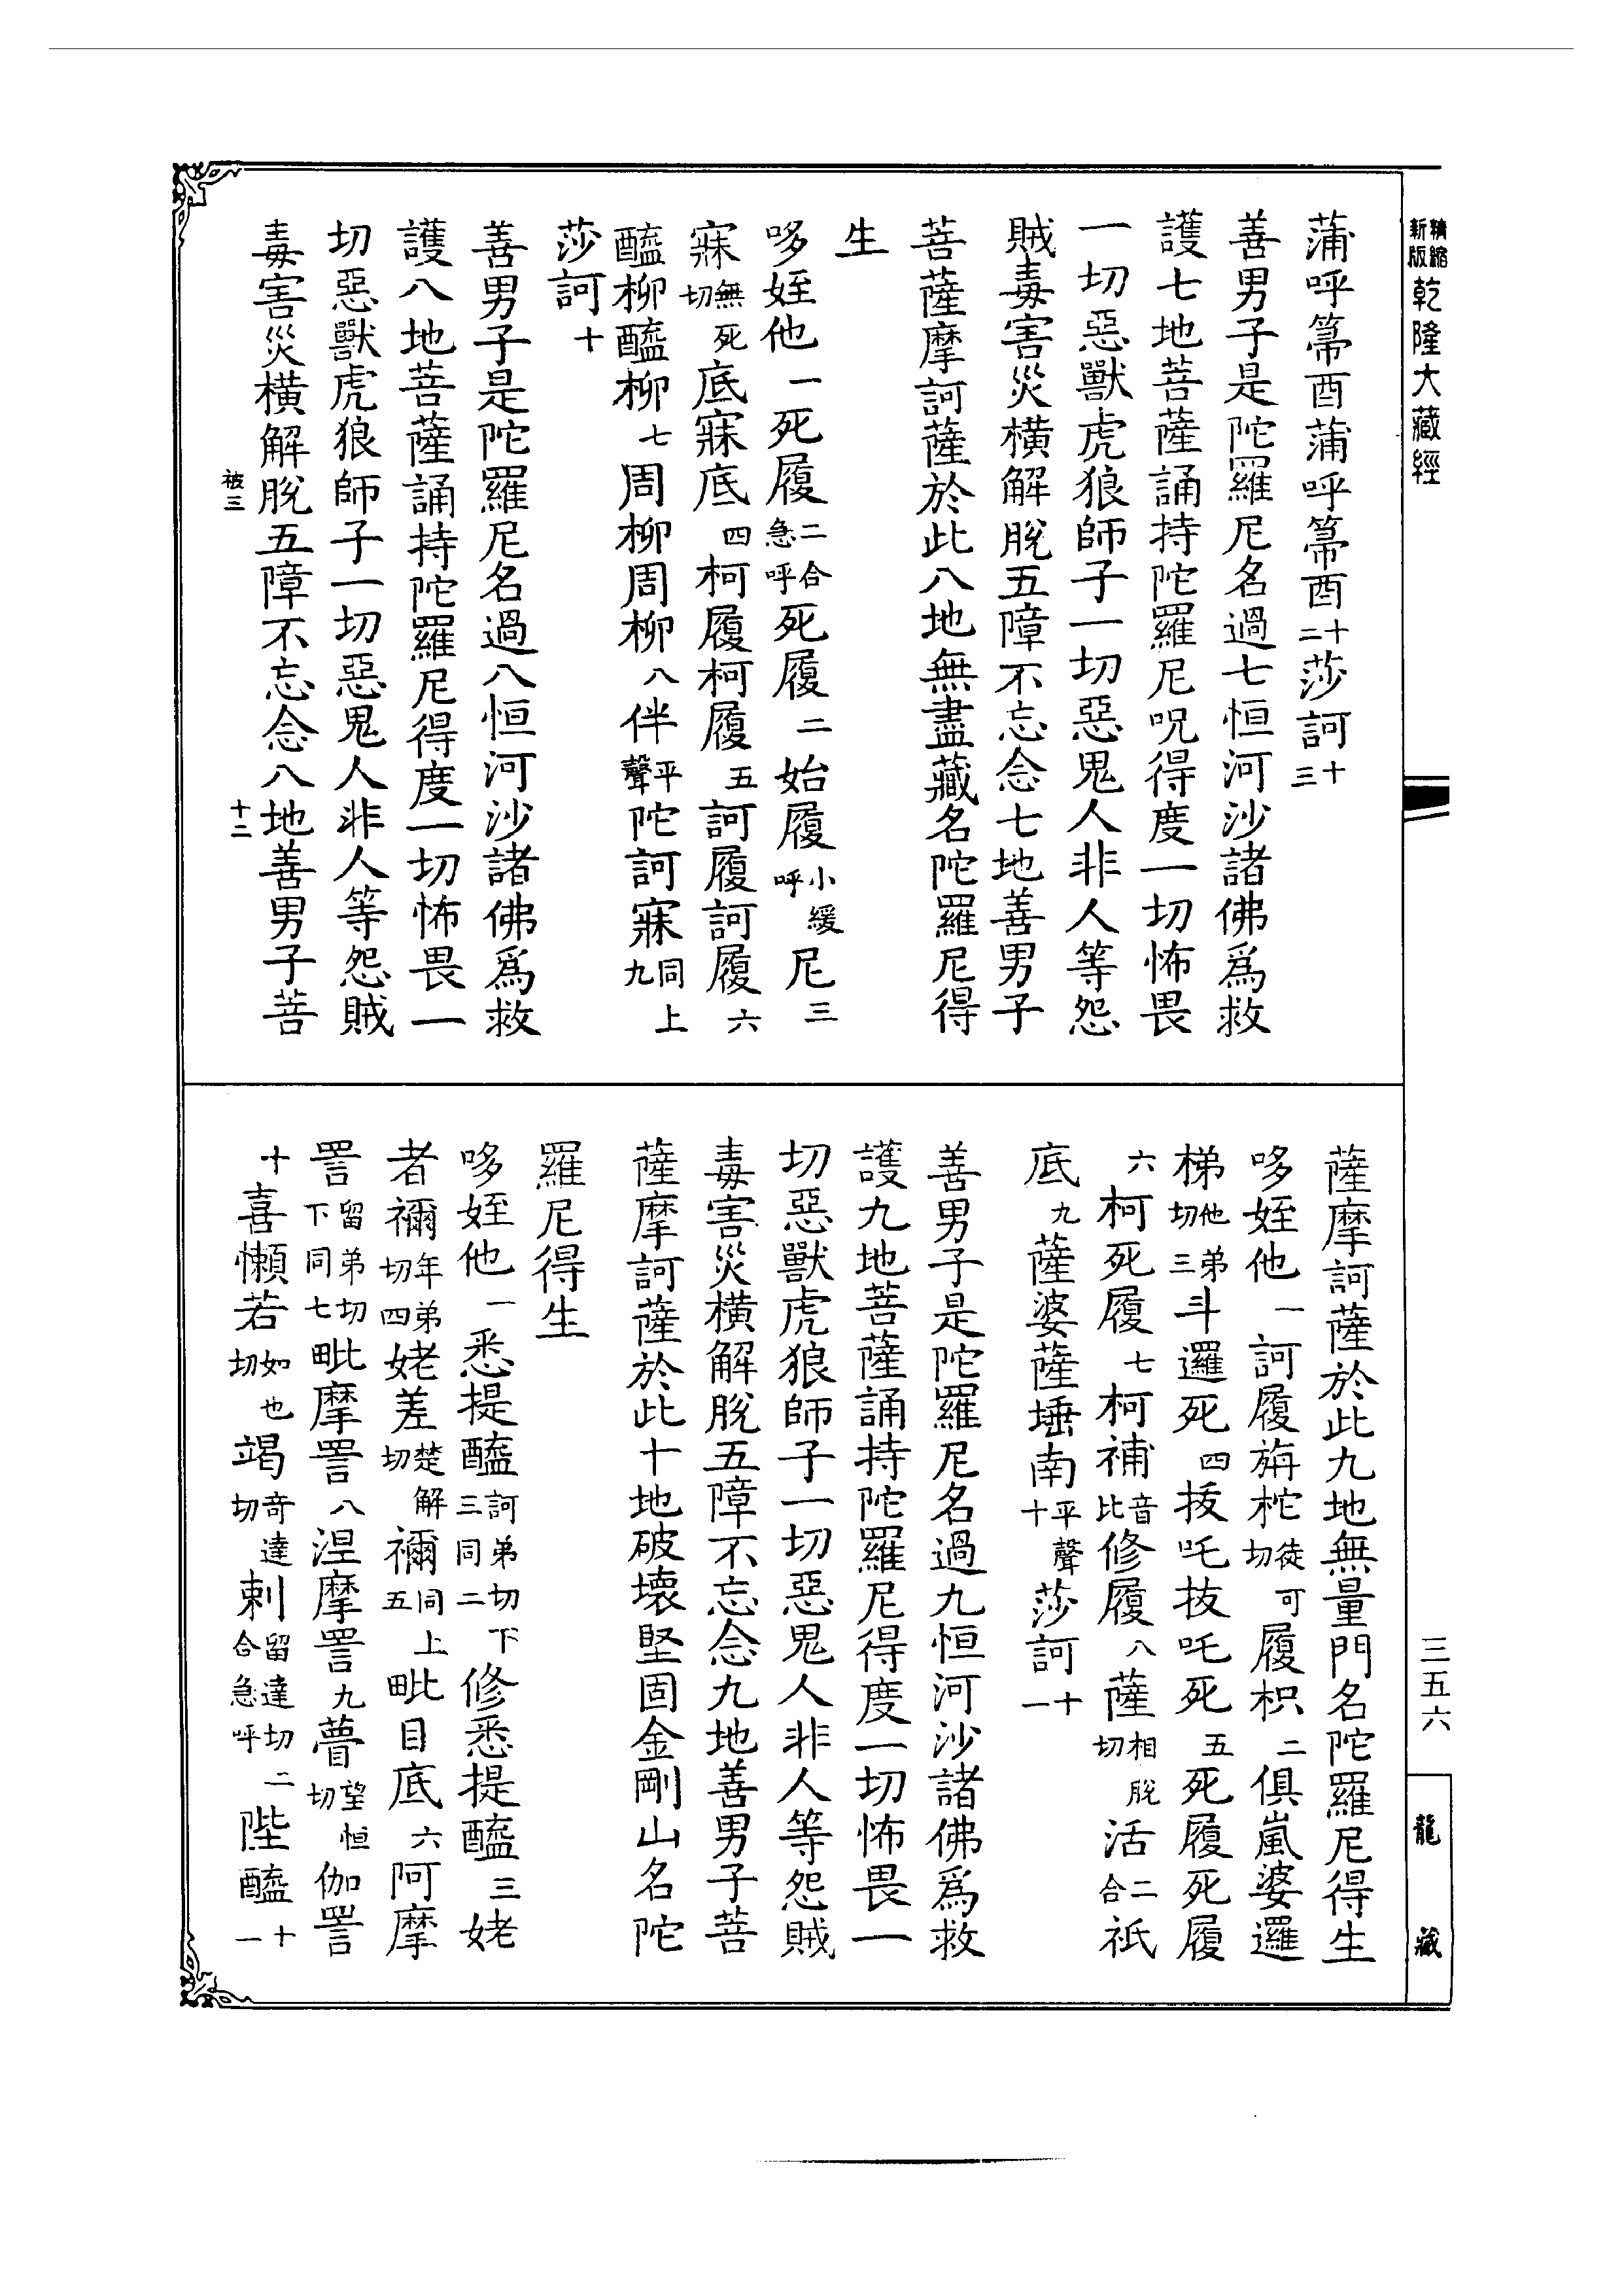 精縮新版乾隆大藏經
三五六
龍藏
蒲呼箒酉蒲呼箒酉十二莎訶十三
善男子是陀羅尼名過七恒河沙諸佛爲救
護七地菩薩誦持陀羅尼呪得度一切怖畏
一切惡獸虎狼師子一切惡鬼人非人等怨
賊毒害災橫解脫五障不忘念七地善男子
菩薩摩訶薩於此八地無盡藏名陀羅尼得
生
哆姪他一死履二合急呼死履二始履小緩呼尼三
寐無死切底寐底四柯履柯履五訶履訶履六
醯柳醯柳七周柳周柳八伴平聲陀訶寐同上九
莎訶十
善男子是陀羅尼名過八恒河沙諸佛爲救
護八地菩薩誦持陀羅尼得度一切怖畏一
切惡獸虎狼師子一切惡鬼人非人等怨賊
毒害災橫解脫五障不忘念八地善男子菩
被三 十二
薩摩訶薩於此九地無量門名陀羅尼得生
哆姪他一訶履旃柁徒可切履枳二俱嵐婆邏
梯他弟切三斗邏死四拔吒拔吒死五死履死履
六柯死履七柯補音比修履八薩相脫切活二合祇
底九薩婆薩埵南平聲十莎訶十一
善男子是陀羅尼名過九恒河沙諸佛爲救
護九地菩薩誦持陀羅尼得度一切怖畏一
切惡獸虎狼師子一切惡鬼人非人等怨賊
毒害災橫解脫五障不忘念九地善男子菩
薩摩訶薩於此十地破壞堅固金剛山名陀
羅尼得生
哆姪他一悉提醯訶弟切下三同二修悉提醯三姥
者禰年弟切四姥差楚解切禰同上五毗目底六阿摩
詈留弟切下同七毗摩詈八涅摩詈九瞢望恒切伽詈
十喜懶若如也切竭奇達切剌留達切二合急呼陛醯十一